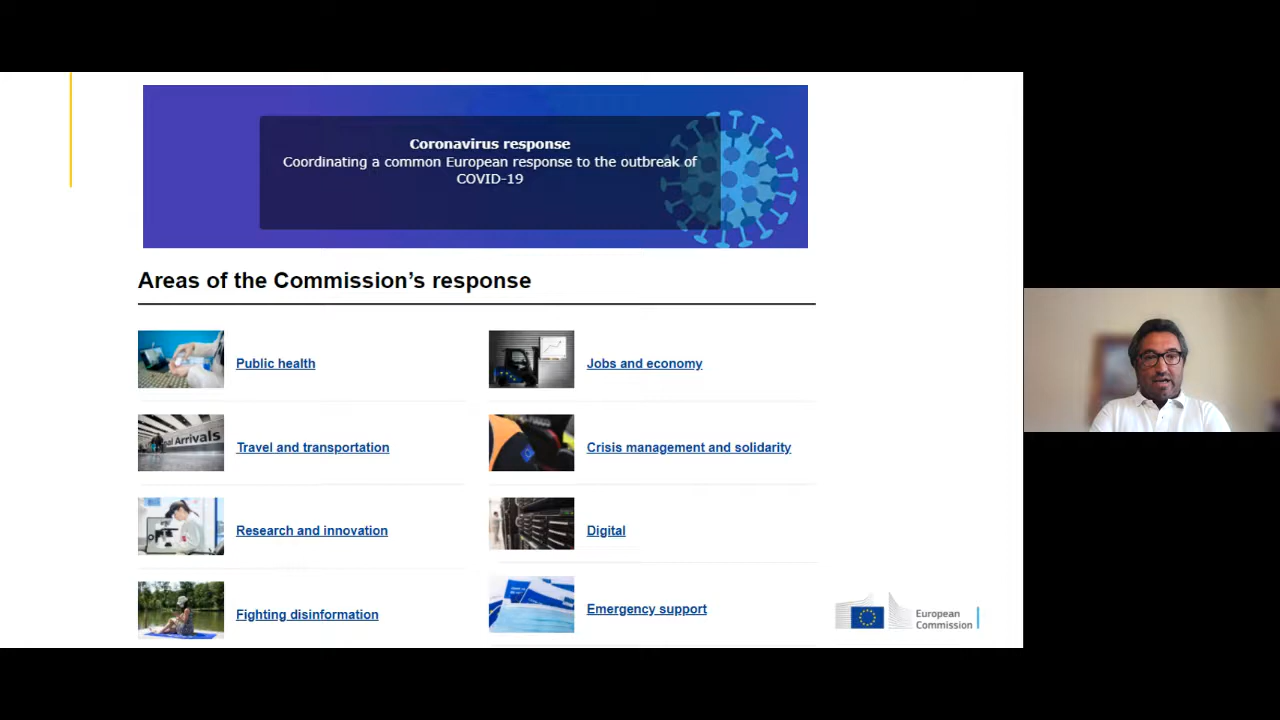 Coronavirus response
Coordinating a common European response to the outbreak of
COVID-19
Areas of the Commission’s response
Public health
Jobs and economy
Arrivals
Travel and transportation
Crisis management and solidarity
Research and innovation
Digital
Fighting disinformation
Emergency support
European
Commission